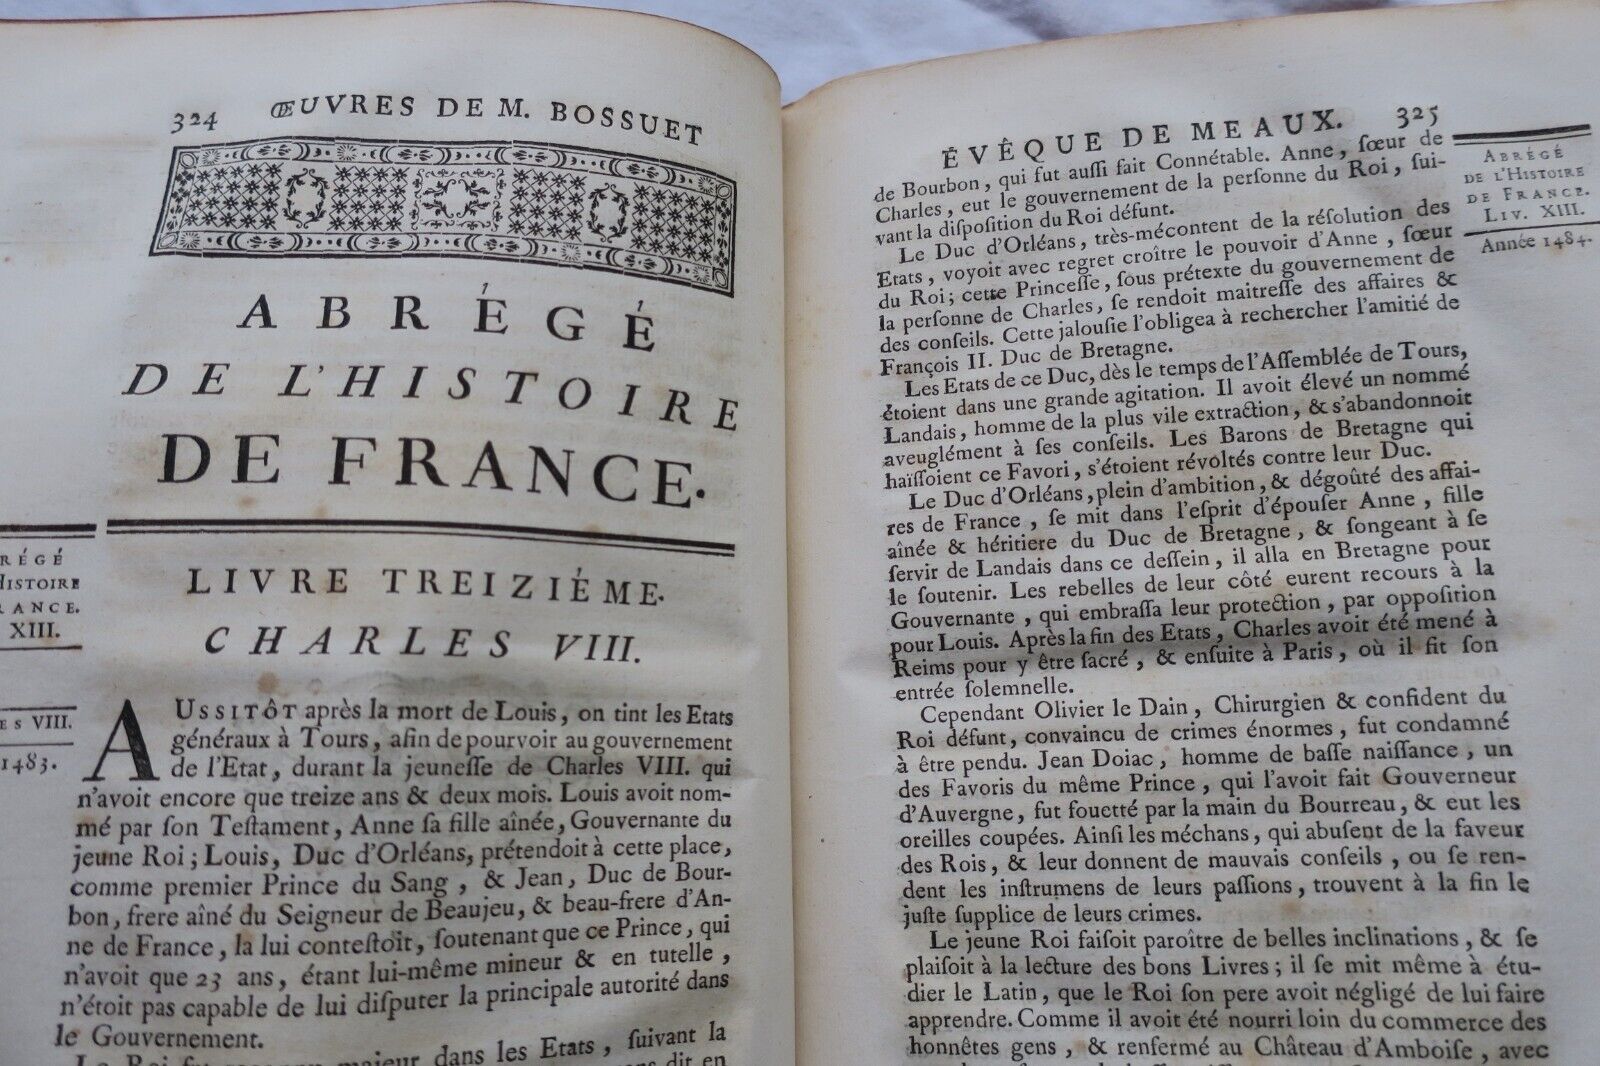 324 ŒUVRES DE M. BOSSUET
ABRÉGÉ
DE L'HISTOIRE
DE FRANCE.
RÉGÉ
HISTOIRE
RANCE.
XIII.
LIVRE TREIZIÉME.
CHARLES VIII.
ES VIII.
1483.
AUSSITÔT après la mort de Louis, on tint les Etats
généraux à Tours, afin de pourvoir au gouvernement
de l'Etat, durant la jeuneſſe de Charles VIII. qui
n'avoit encore que treize ans & deux mois. Louis avoit nom-
mé par ſon Teſtament, Anne ſa fille aînée, Gouvernante du
jeune Roi; Louis, Duc d'Orléans, prétendoit à cette place,
comme premier Prince du Sang, & Jean, Duc de Bour-
bon, frere aîné du Seigneur de Beaujeu, & beau-frere d'An-
ne de France, la lui conteſtoit, ſoutenant que ce Prince, qui
n'avoit que 23 ans, étant lui-même mineur & en tutelle,
n'étoit pas capable de lui diſputer la principale autorité dans
le Gouvernement.
Le Roi majeur dans les Etats, ſuivant la
dit en
ÉVÊQUE DE MEAUX. 325
de Bourbon, qui fut auſſi fait Connétable. Anne, ſœur de
Charles, eut le gouvernement de la perſonne du Roi, ſui-
vant la diſpoſition du Roi défunt.
Le Duc d'Orléans, très-mécontent de la réſolution des
Etats, voyoit avec regret croître le pouvoir d'Anne, ſœur
du Roi; cette Princeſſe, ſous prétexte du gouvernement de
la perſonne de Charles, ſe rendoit maitreſſe des affaires &
des conſeils. Cette jalouſie l'obligea à rechercher l'amitié de
François II. Duc de Bretagne.
Les Etats de ce Duc, dès le temps de l'Aſſemblée de Tours,
étoient dans une grande agitation. Il avoit élevé un nommé
Landais, homme de la plus vile extraction, & s'abandonnoit
aveuglément à ſes conſeils. Les Barons de Bretagne qui
haïſſoient ce Favori, s'étoient révoltés contre leur Duc.
Le Duc d'Orléans, plein d'ambition, & dégoûté des affai-
res de France, ſe mit dans l'eſprit d'épouſer Anne, fille
aînée & héritiere du Duc de Bretagne, & ſongeant à ſe
ſervir de Landais dans ce deſſein, il alla en Bretagne pour
le ſoutenir. Les rebelles de leur côté eurent recours à la
Gouvernante, qui embraſſa leur protection, par oppoſition
pour Louis. Après la fin des Etats, Charles avoit été mené à
Reims pour y être ſacré, & enſuite à Paris, où il fit ſon
entrée ſolemnelle.
Cependant Olivier le Dain, Chirurgien & confident du
Roi défunt, convaincu de crimes énormes, fut condamné
à être pendu. Jean Doiac, homme de baſſe naiſſance, un
des Favoris du même Prince, qui l'avoit fait Gouverneur
d'Auvergne, fut fouetté par la main du Bourreau, & eut les
oreilles coupées. Ainſi les méchans, qui abuſent de la faveur
des Rois, & leur donnent de mauvais conſeils, ou ſe ren-
dent les inſtrumens de leurs paſſions, trouvent à la fin le
juſte ſupplice de leurs crimes.
Le jeune Roi faiſoit paroître de belles inclinations, & ſe
plaiſoit à la lecture des bons Livres; il ſe mit même à étu-
dier le Latin, que le Roi ſon pere avoit négligé de lui faire
apprendre. Comme il avoit été nourri loin du commerce des
honnêtes gens, & renfermé au Château d'Amboiſe, avec
ABRÉGÉ
DE L'HISTOIRE
DE FRANCE.
LIV. XIII.
Année 1484.